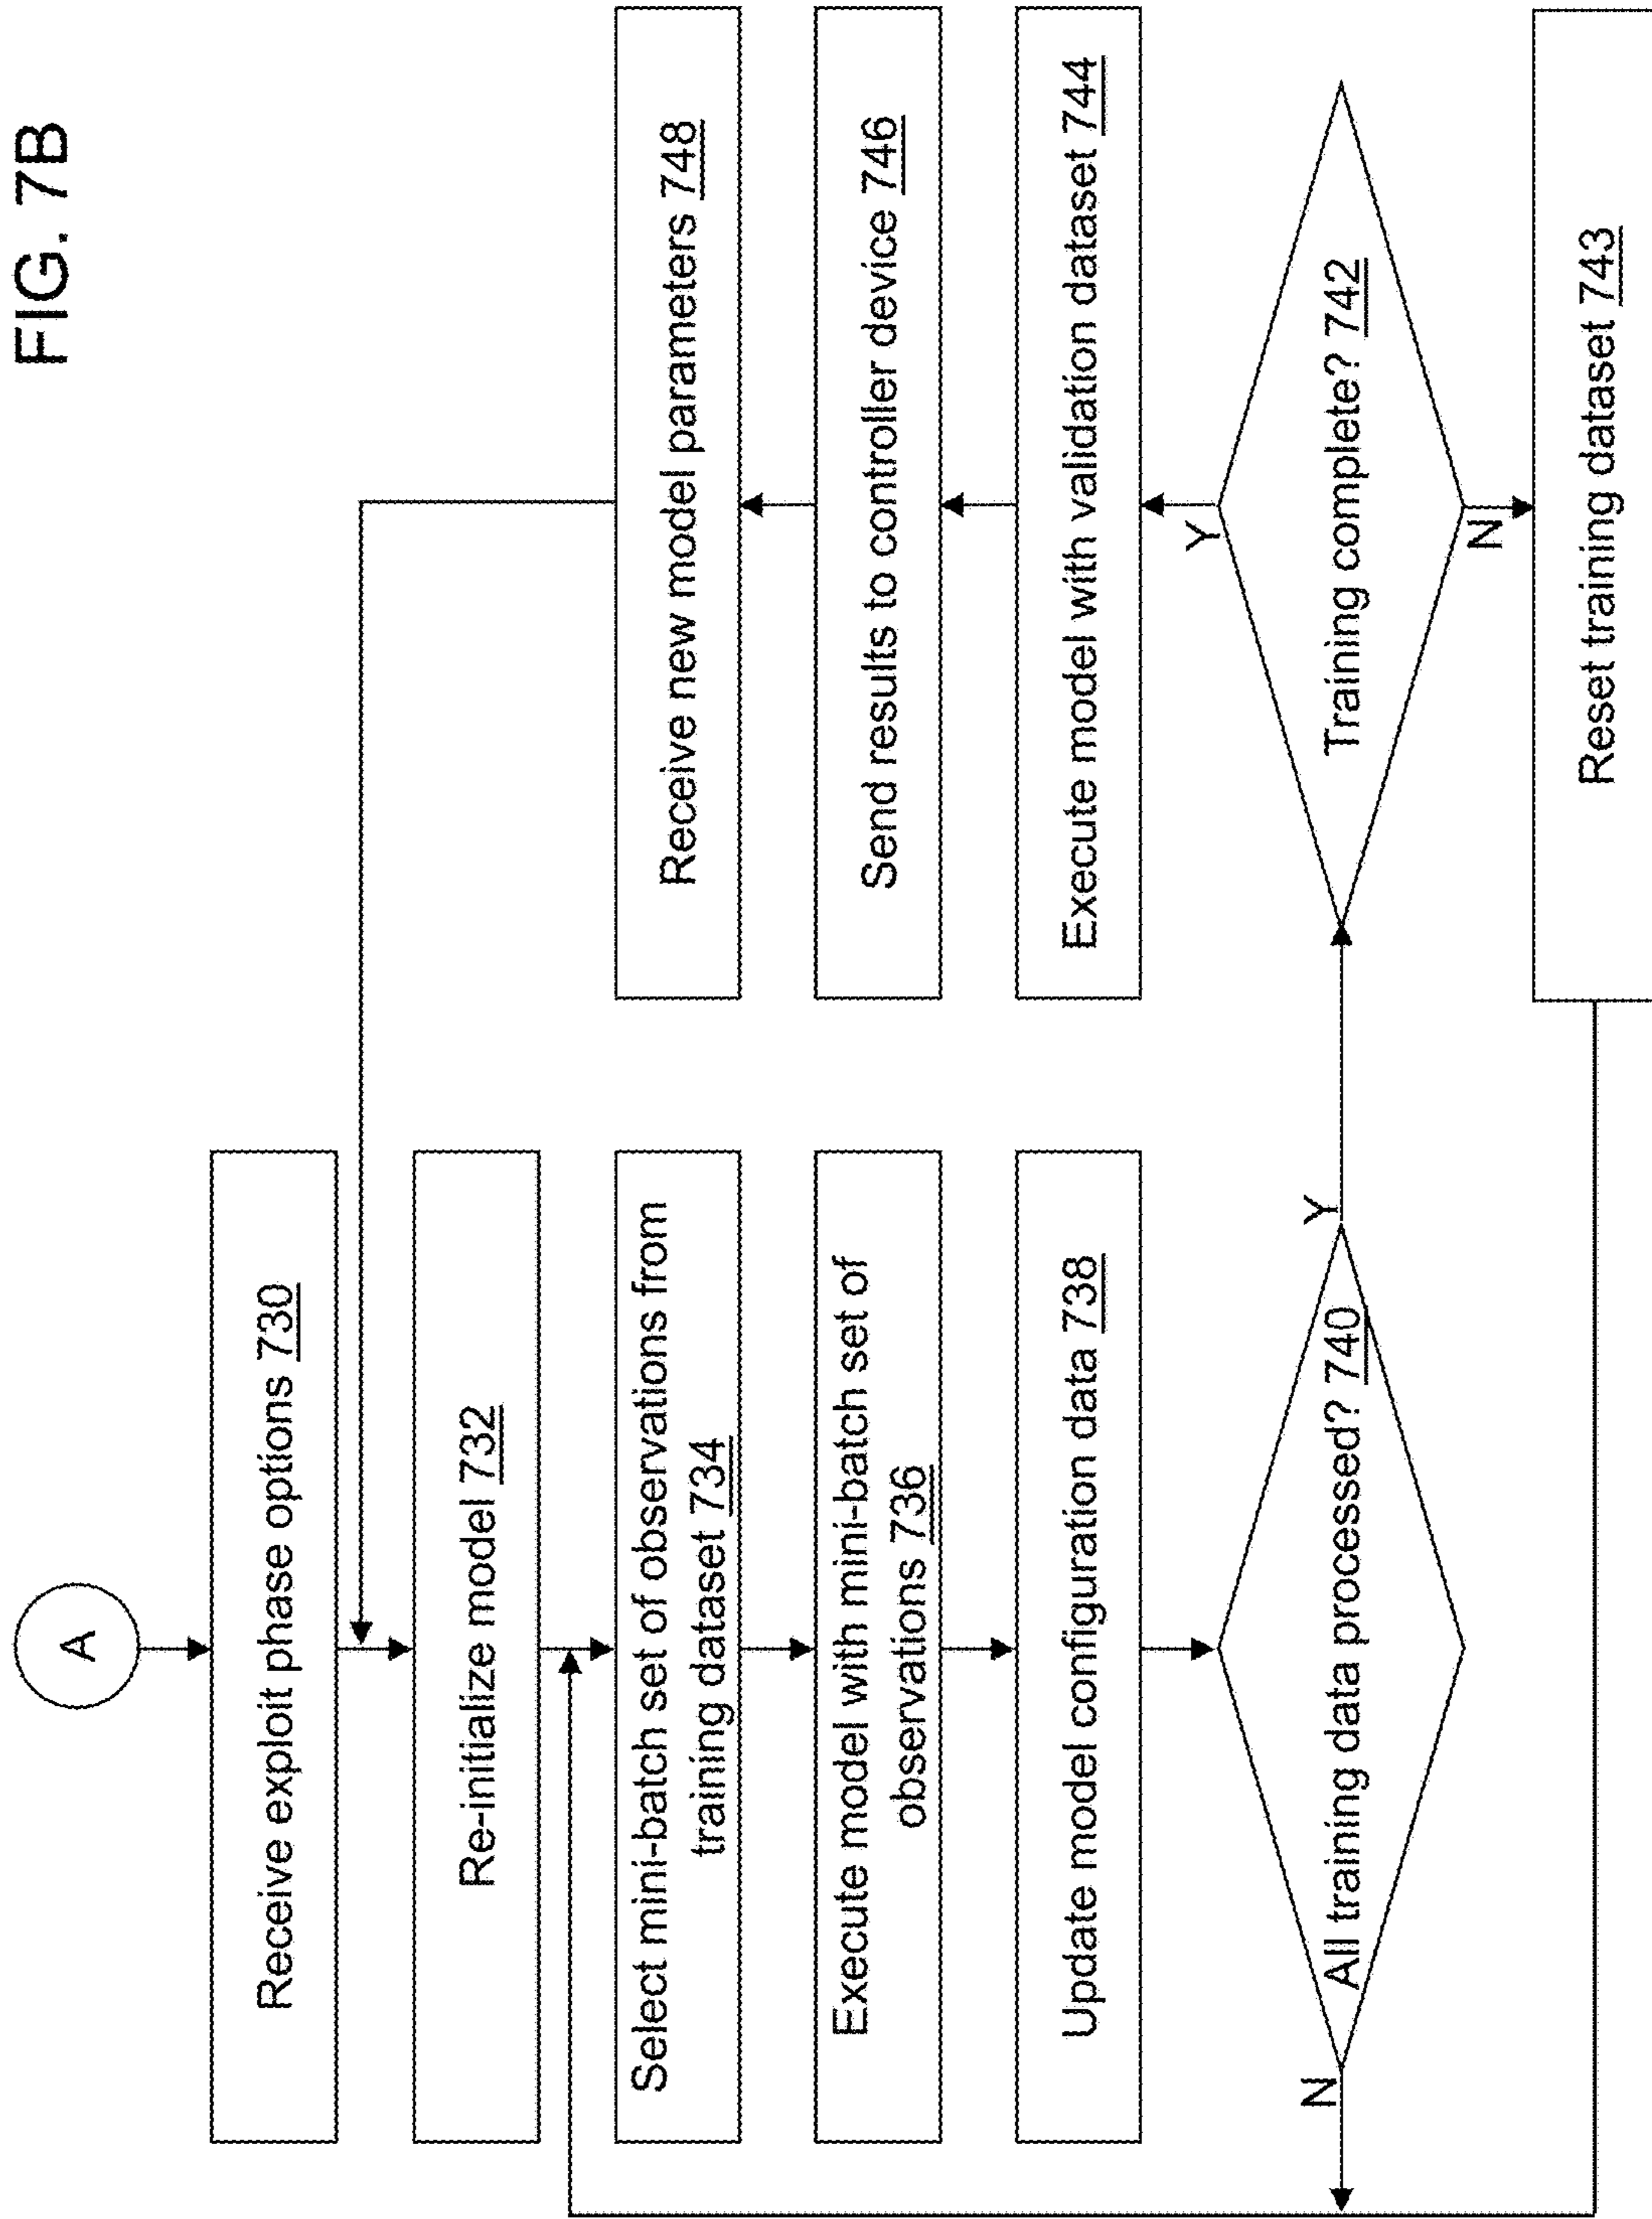 FIG. 7B
A
Receive exploit phase options 730
Re-initialize model 732
Select mini-batch set of observations from
training dataset 734
Execute model with mini-batch set of
observations 736
Update model configuration data 738
All training data processed? 740
N
Y
Training complete? 742
Y
N
Reset training dataset 743
Execute model with validation dataset 744
Send results to controller device 746
Receive new model parameters 748